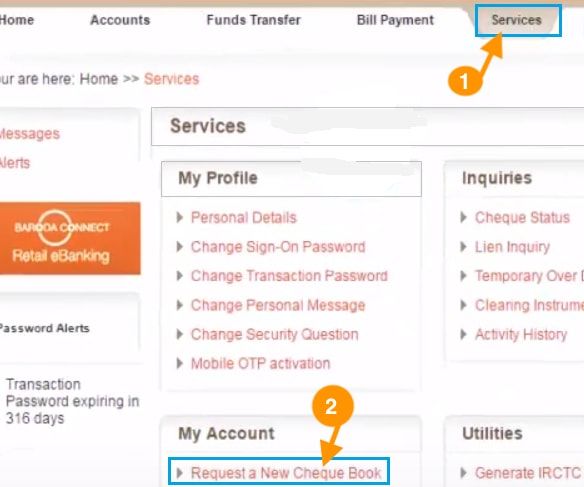 Home Accounts Funds Transfer Bill Payment Services
1
our are here: Home >> Services
Messages
Alerts
Services
My Profile
Personal Details
Change Sign-On Password
Change Transaction Password
Change Personal Message
Change Security Question
Mobile OTP activation
Inquiries
Cheque Status
Lien Inquiry
Temporary Over D
Clearing Instrume
Activity History
BARODA CONNECT
Retail eBanking
Password Alerts
Transaction
Password expiring in
316 days
2
My Account
Request a New Cheque Book
Utilities
Generate IRCTC